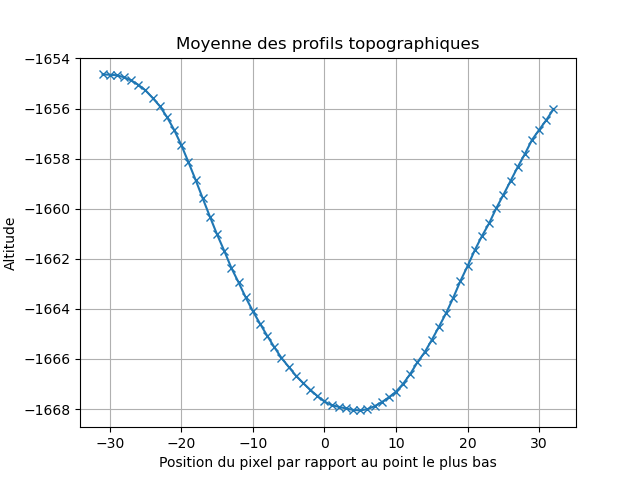 Moyenne des profils topographiques
Altitude
−1654
−1656
−1658
−1660
−1662
−1664
−1666
−1668
−30 −20 −10 0 10 20 30
Position du pixel par rapport au point le plus bas